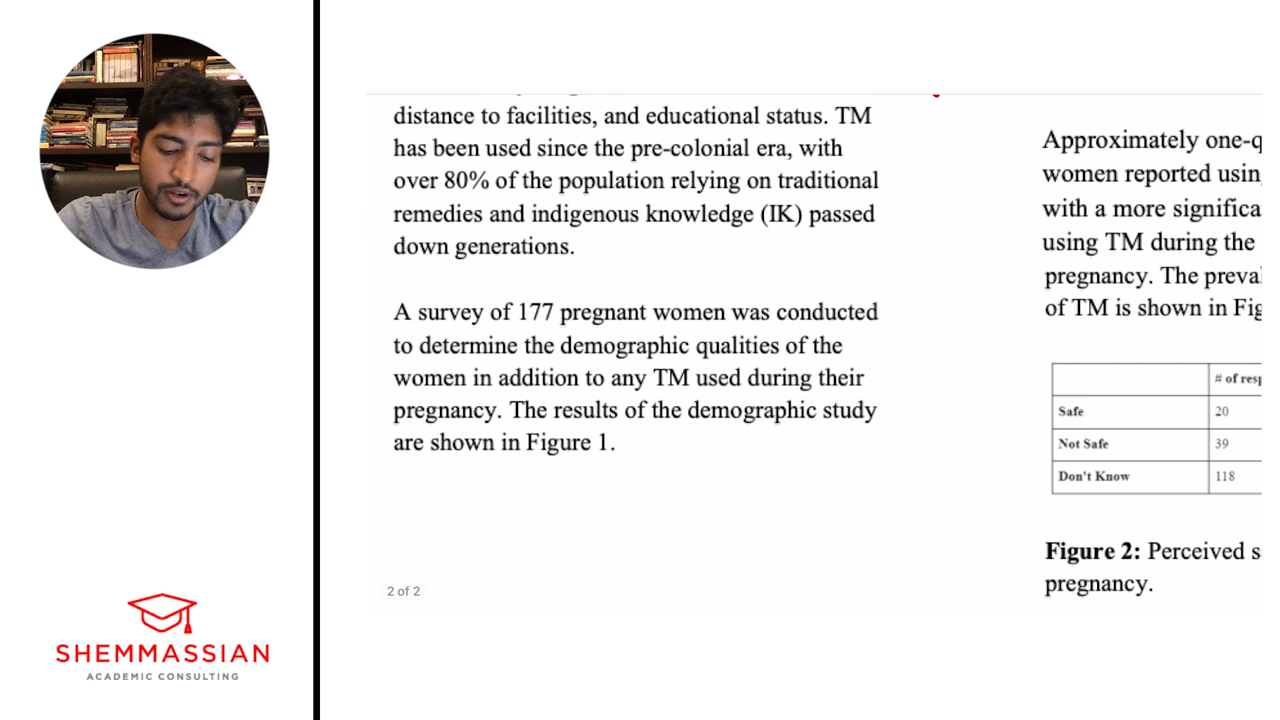 distance to facilities, and educational status. TM
has been used since the pre-colonial era, with
over 80% of the population relying on traditional
remedies and indigenous knowledge (IK) passed
down generations.
A survey of 177 pregnant women was conducted
to determine the demographic qualities of the
women in addition to any TM used during their
pregnancy. The results of the demographic study
are shown in Figure 1.
2 of 2
Approximately
women reported
with a more
using TM during the
pregnancy. The
of TM is shown in
# of
Safe 20
Not Safe 39
Don't Know 118
Figure 2: Perceived
pregnancy.
SHEMMASSIAN
ACADEMIC CONSULTING